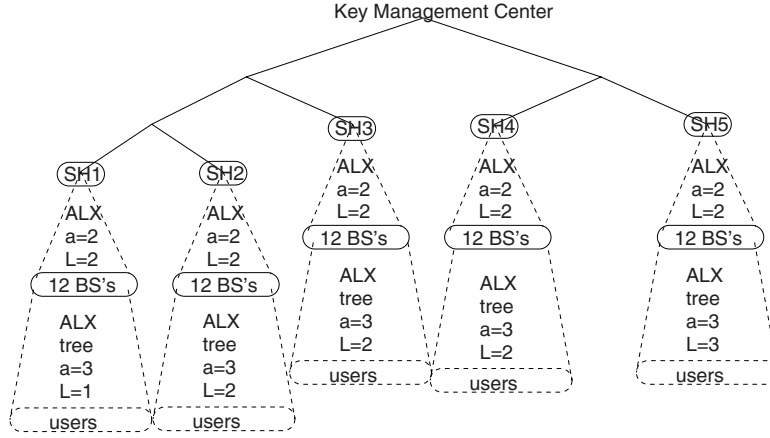 Key Management Center
SH1
ALX
a=2
L=2
12 BS's
ALX
tree
a=3
L=1
users
SH2
ALX
a=2
L=2
12 BS's
ALX
tree
a=3
L=2
users
SH3
ALX
a=2
L=2
12 BS's
ALX
tree
a=3
L=2
users
SH4
ALX
a=2
L=2
12 BS's
ALX
tree
a=3
L=2
users
SH5
ALX
a=2
L=2
12 BS's
ALX
tree
a=3
L=3
users